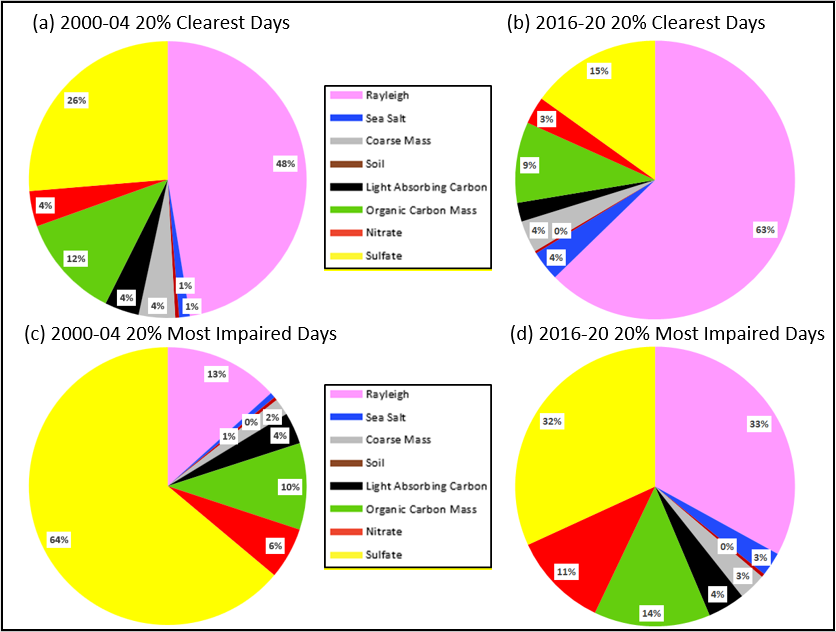 (a) 2000-04 20% Clearest Days
(b) 2016-20 20% Clearest Days
26%
48%
4%
12%
4%
4%
1%
1%
Rayleigh
Sea Salt
Coarse Mass
Soil
Light Absorbing Carbon
Organic Carbon Mass
Nitrate
Sulfate
15%
3%
9%
4%
0%
4%
63%
(c) 2000-04 20% Most Impaired Days
(d) 2016-20 20% Most Impaired Days
13%
0%
2%
1%
4%
10%
6%
64%
Rayleigh
Sea Salt
Coarse Mass
Soil
Light Absorbing Carbon
Organic Carbon Mass
Nitrate
Sulfate
32%
33%
0%
3%
3%
4%
11%
14%